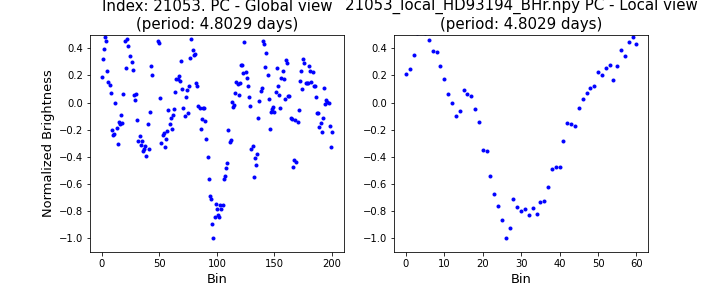 Index: 21053. PC - Global view
(period: 4.8029 days)
21053_local_HD93194_BHr.npy PC - Local view
(period: 4.8029 days)
Normalized Brightness
0.4
0.2
0.0
−0.2
−0.4
−0.6
−0.8
−1.0
0 50 100 150 200
Bin
0.4
0.2
0.0
−0.2
−0.4
−0.6
−0.8
−1.0
0 10 20 30 40 50 60
Bin